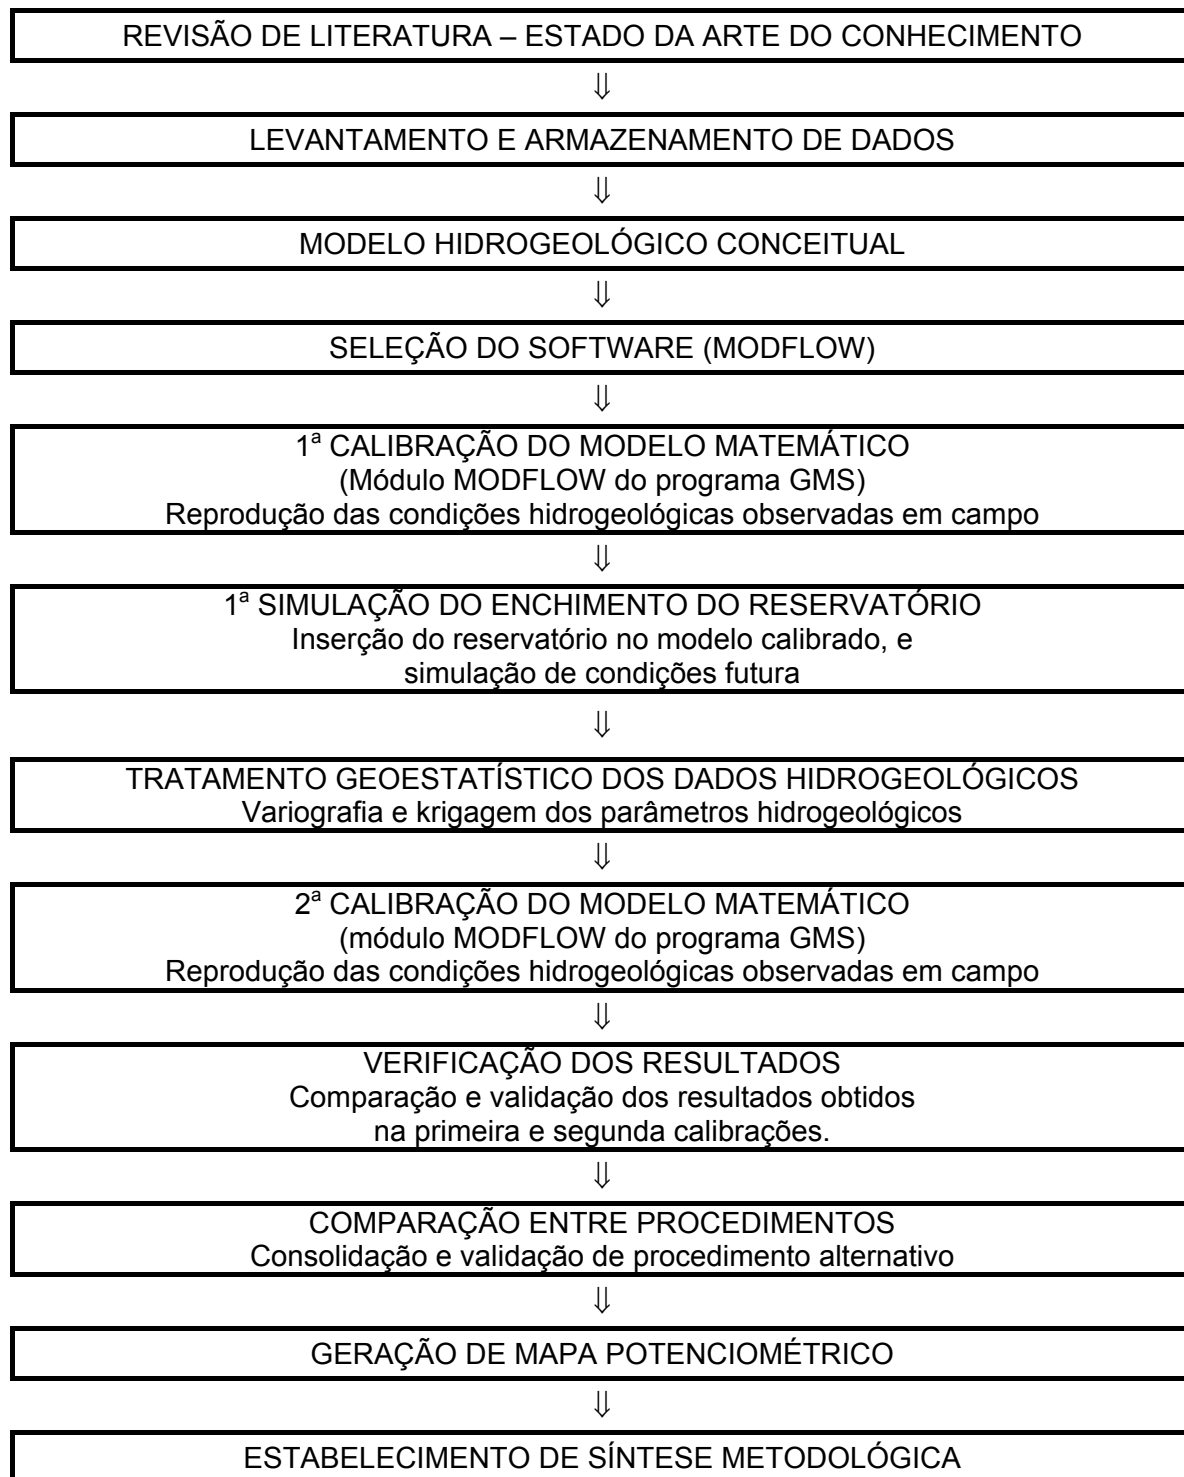 REVISÃO DE LITERATURA – ESTADO DA ARTE DO CONHECIMENTO
⇓
LEVANTAMENTO E ARMAZENAMENTO DE DADOS
⇓
MODELO HIDROGEOLÓGICO CONCEITUAL
⇓
SELEÇÃO DO SOFTWARE (MODFLOW)
⇓
1ª CALIBRAÇÃO DO MODELO MATEMÁTICO
(Módulo MODFLOW do programa GMS)
Reprodução das condições hidrogeológicas observadas em campo
⇓
1ª SIMULAÇÃO DO ENCHIMENTO DO RESERVATÓRIO
Inserção do reservatório no modelo calibrado, e
simulação de condições futura
⇓
TRATAMENTO GEOESTATÍSTICO DOS DADOS HIDROGEOLÓGICOS
Variografia e krigagem dos parâmetros hidrogeológicos
⇓
2ª CALIBRAÇÃO DO MODELO MATEMÁTICO
(módulo MODFLOW do programa GMS)
Reprodução das condições hidrogeológicas observadas em campo
⇓
VERIFICAÇÃO DOS RESULTADOS
Comparação e validação dos resultados obtidos
na primeira e segunda calibrações.
⇓
COMPARAÇÃO ENTRE PROCEDIMENTOS
Consolidação e validação de procedimento alternativo
⇓
GERAÇÃO DE MAPA POTENCIOMÉTRICO
⇓
ESTABELECIMENTO DE SÍNTESE METODOLÓGICA